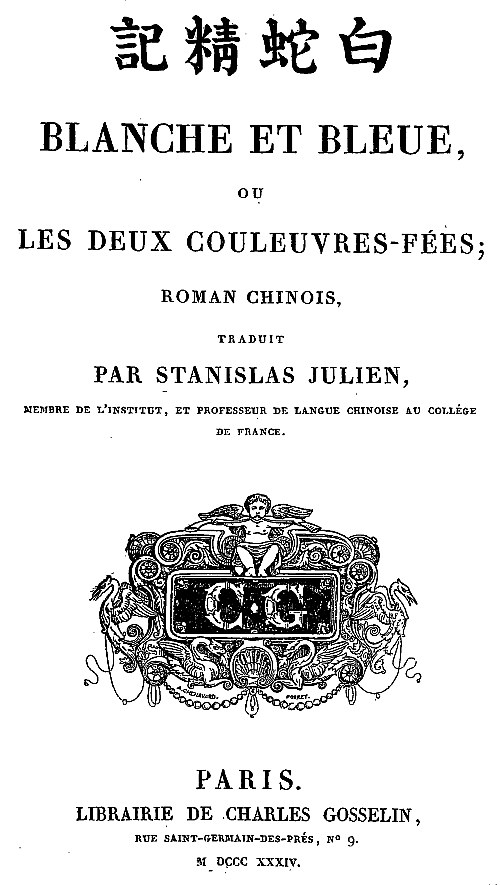 白蛇精記
BLANCHE ET BLEUE,
OU
LES DEUX COULEUVRES-FÉES;
ROMAN CHINOIS,
TRADUIT
PAR STANISLAS JULIEN,
MEMBRE DE L'INSTITUT, ET PROFESSEUR DE LANGUE CHINOISE AU COLLÉGE
DE FRANCE.
C G
A. CHENAVARD. PORRET.
PARIS.
LIBRAIRIE DE CHARLES GOSSELIN,
RUE SAINT-GERMAIN-DES-PRÉS, Nº 9.
M DCCC XXXIV.